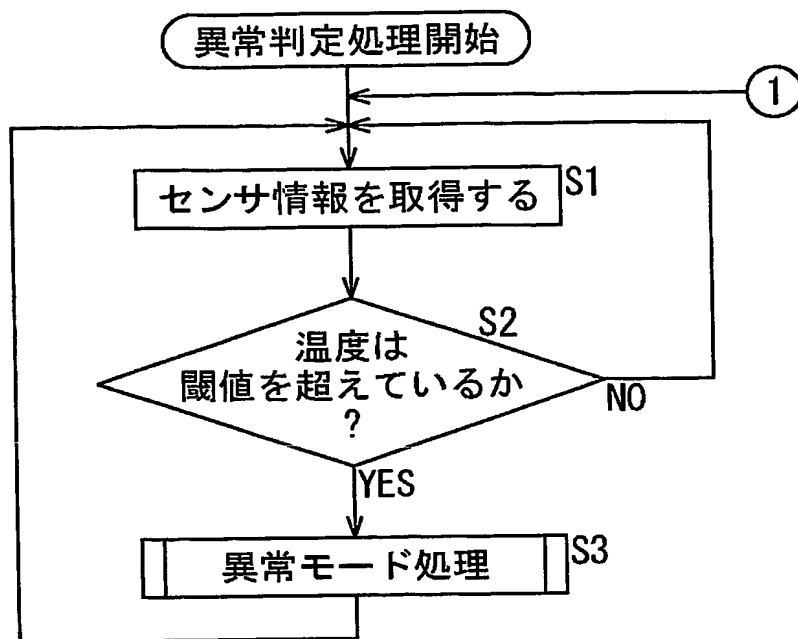 異常判定処理開始
1
センサ情報を取得する
S1
S2
温度は
閾値を超えているか
?
NO
YES
異常モード処理
S3